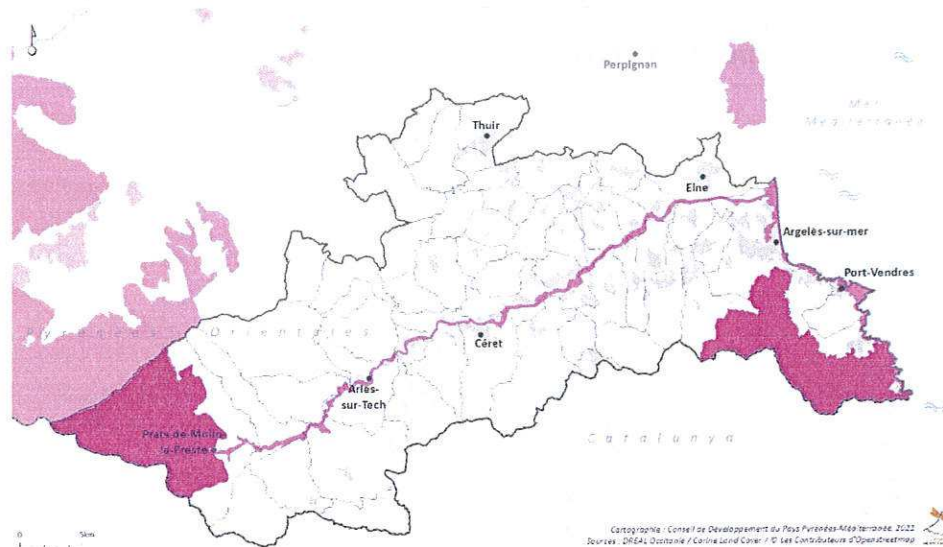 Perpignan
Thuir
Mer
Méditerranée
Elne
Argelès-sur-mer
Port-Vendres
Pyrénées-Orientales
Céret
Arles-
sur-Tech
Prats-de-Mollo-
la-Preste
Catalunya
0 5km
Cartographie : Conseil de Développement du Pays Pyrénées-Méditerranée, 2022
Sources : DREAL Occitanie / Corine Land Cover / © Les Contributeurs d'Openstreetmap